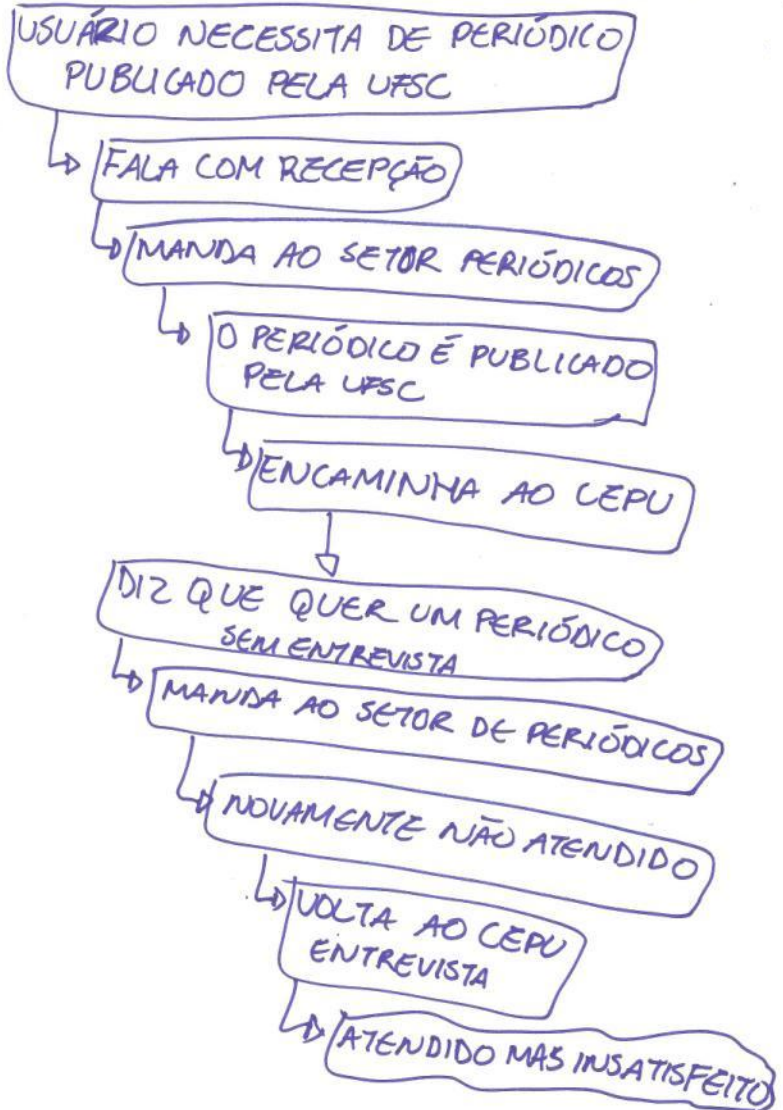 USUÁRIO NECESSITA DE PERIÓDICO
PUBLICADO PELA UFSC
FALA COM RECEPÇÃO
MANDA AO SETOR PERIÓDICOS
O PERIÓDICO É PUBLICADO
PELA UFSC
ENCAMINHA AO CEPU
DIZ QUE QUER UM PERIÓDICO
SEM ENTREVISTA
MANDA AO SETOR DE PERIÓDICOS
NOVAMENTE NÃO ATENDIDO
VOLTA AO CEPU
ENTREVISTA
ATENDIDO MAS INSATISFEITO